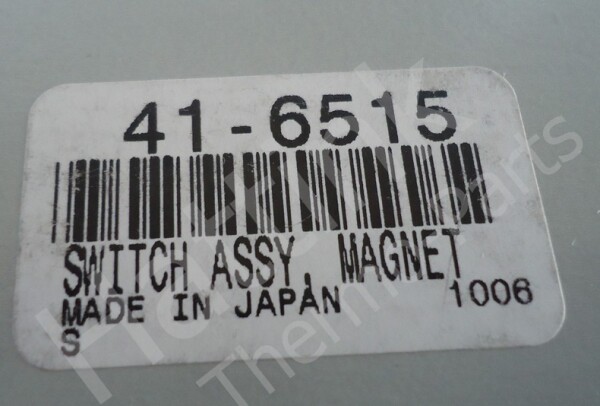 41-6515
SWITCH ASSY, MAGNET
MADE IN JAPAN 1006
S